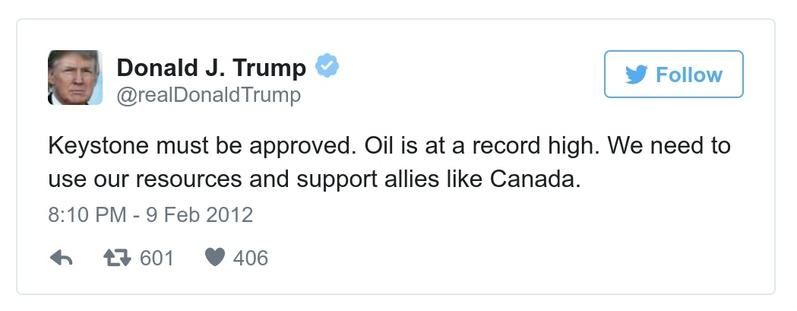 Donald J. Trump
@realDonaldTrump
Follow
Keystone must be approved. Oil is at a record high. We need to
use our resources and support allies like Canada.
8:10 PM - 9 Feb 2012
601 406